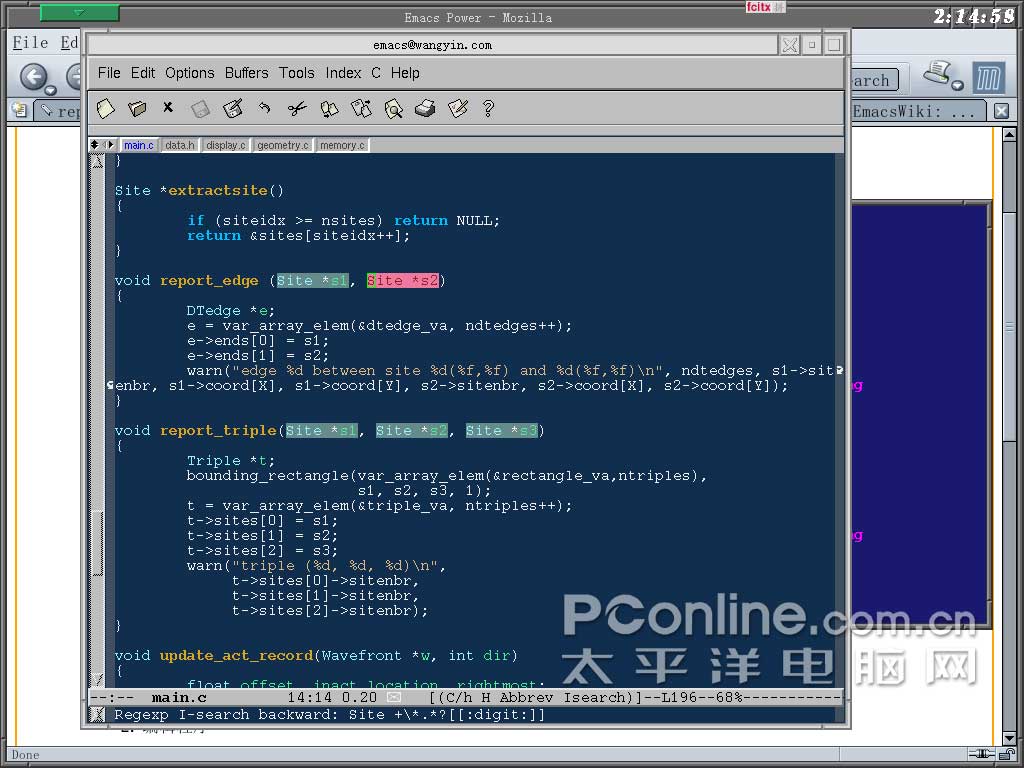 fcitx
Emacs Power - Mozilla
2:14:58
File Ed
emacs@wangyin.com
File Edit Options Buffers Tools Index C Help
arch
rep
EmacsWiki: ...
main.c data.h display.c geometry.c memory.c
}
Site *extractsite()
{
if (siteidx >= nsites) return NULL;
return &sites[siteidx++];
}
void report_edge (Site *s1, Site *s2)
{
DTedge *e;
e = var_array_elem(&dtedge_va, ndtedges++);
e->ends[0] = s1;
e->ends[1] = s2;
warn("edge %d between site %d(%f,%f) and %d(%f,%f)\n", ndtedges, s1->sit
enbr, s1->coord[X], s1->coord[Y], s2->sitenbr, s2->coord[X], s2->coord[Y]);
}
void report_triple(Site *s1, Site *s2, Site *s3)
{
Triple *t;
bounding_rectangle(var_array_elem(&rectangle_va,ntriples),
s1, s2, s3, 1);
t = var_array_elem(&triple_va, ntriples++);
t->sites[0] = s1;
t->sites[1] = s2;
t->sites[2] = s3;
warn("triple (%d, %d, %d)\n",
t->sites[0]->sitenbr,
t->sites[1]->sitenbr,
t->sites[2]->sitenbr);
}
void update_act_record(Wavefront *w, int dir)
{
float offset, inact_location, rightmost;
--:-- main.c 14:14 0.20 [(C/h H Abbrev Isearch)]--L196--68%-----------
Regexp I-search backward: Site +\*.*?[[:digit:]]
PConline.com.cn
太平洋电脑网
Done